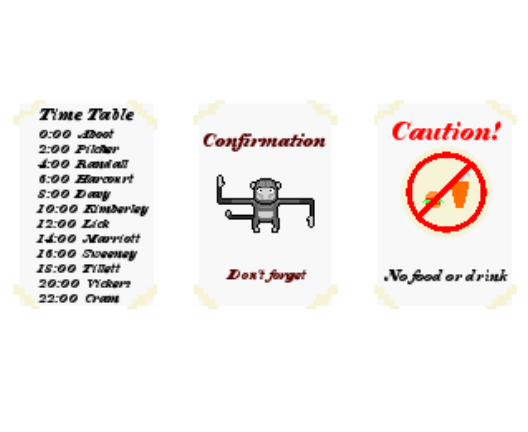 Time Table
0:00 Aboot
2:00 Pilcher
4:00 Randall
6:00 Harcourt
8:00 Davy
10:00 Kimberley
12:00 Lick
14:00 Marriott
16:00 Sweeney
18:00 Tillett
20:00 Vickers
22:00 Cram
Confirmation
Don't forget
Caution!
No food or drink